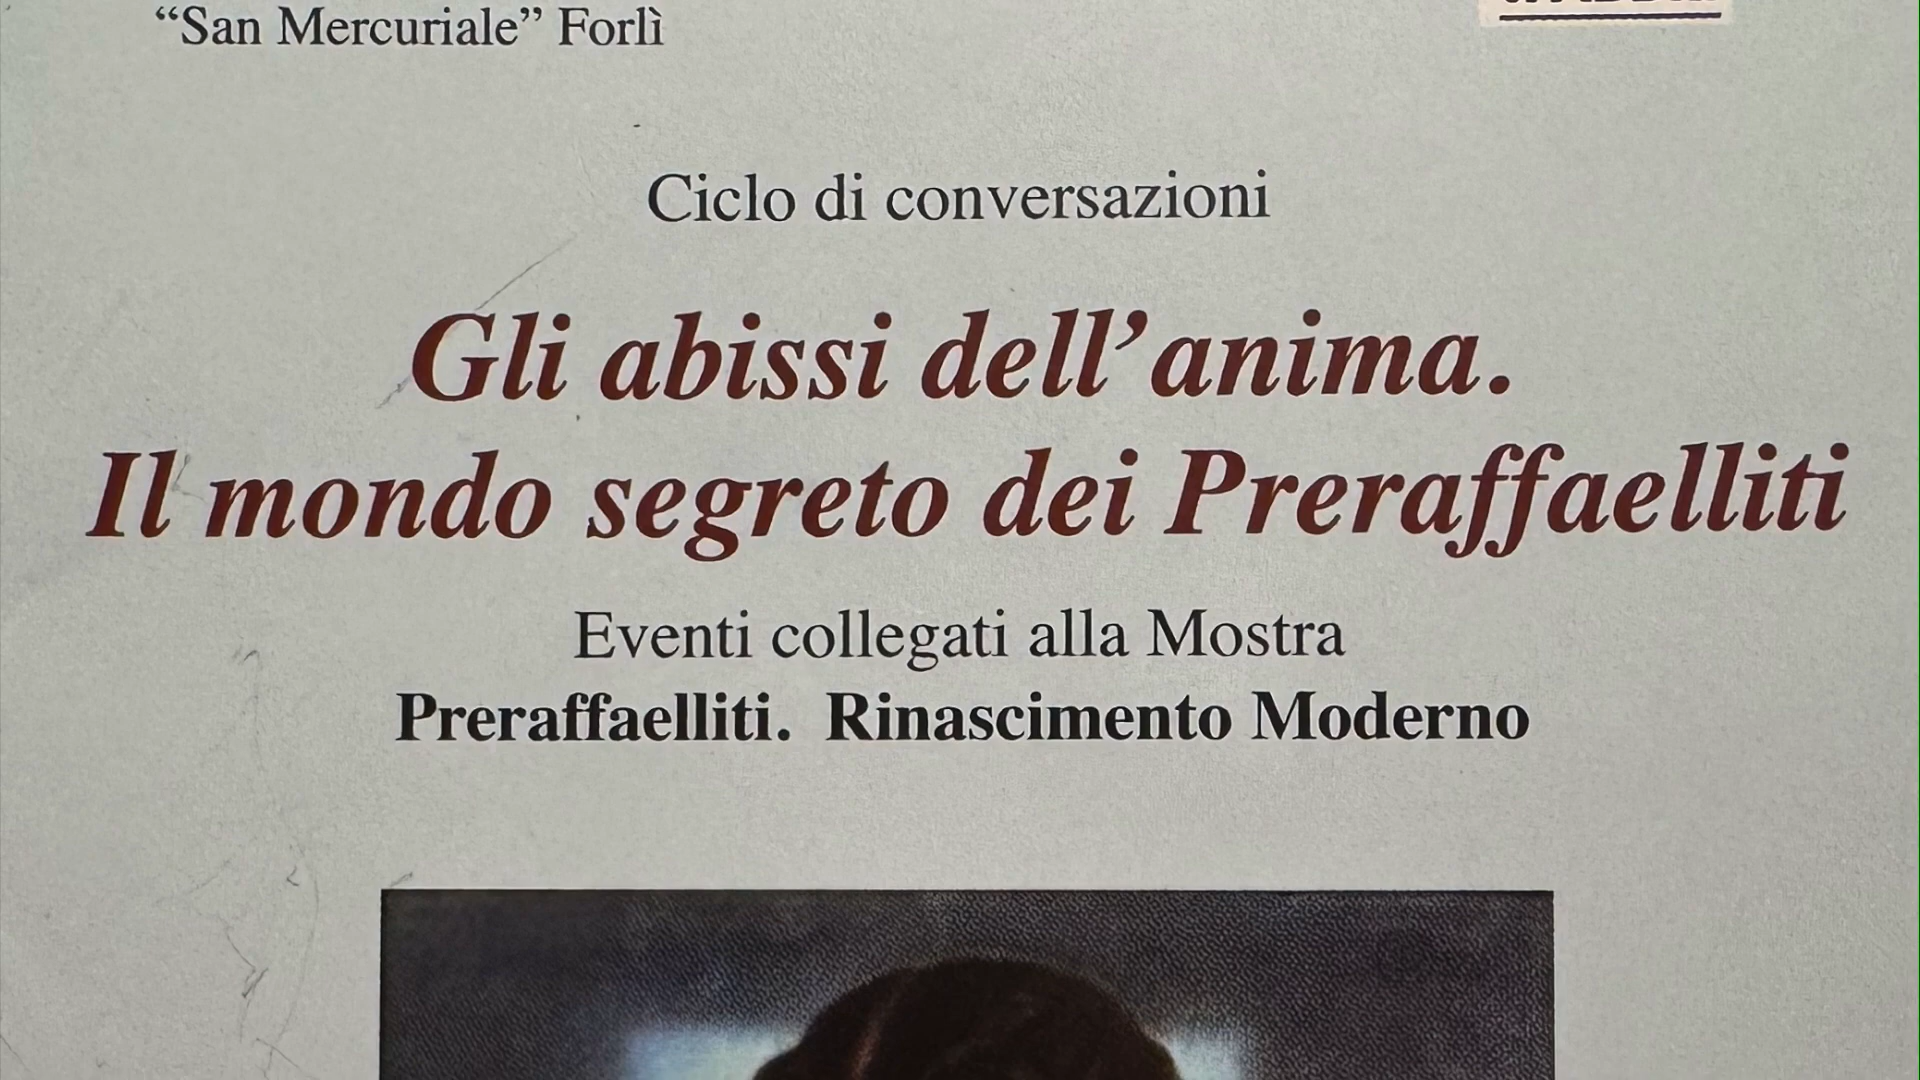 “San Mercuriale” Forlì
Ciclo di conversazioni
Gli abissi dell’anima.
Il mondo segreto dei Preraffaelliti
Eventi collegati alla Mostra
Preraffaelliti. Rinascimento Moderno